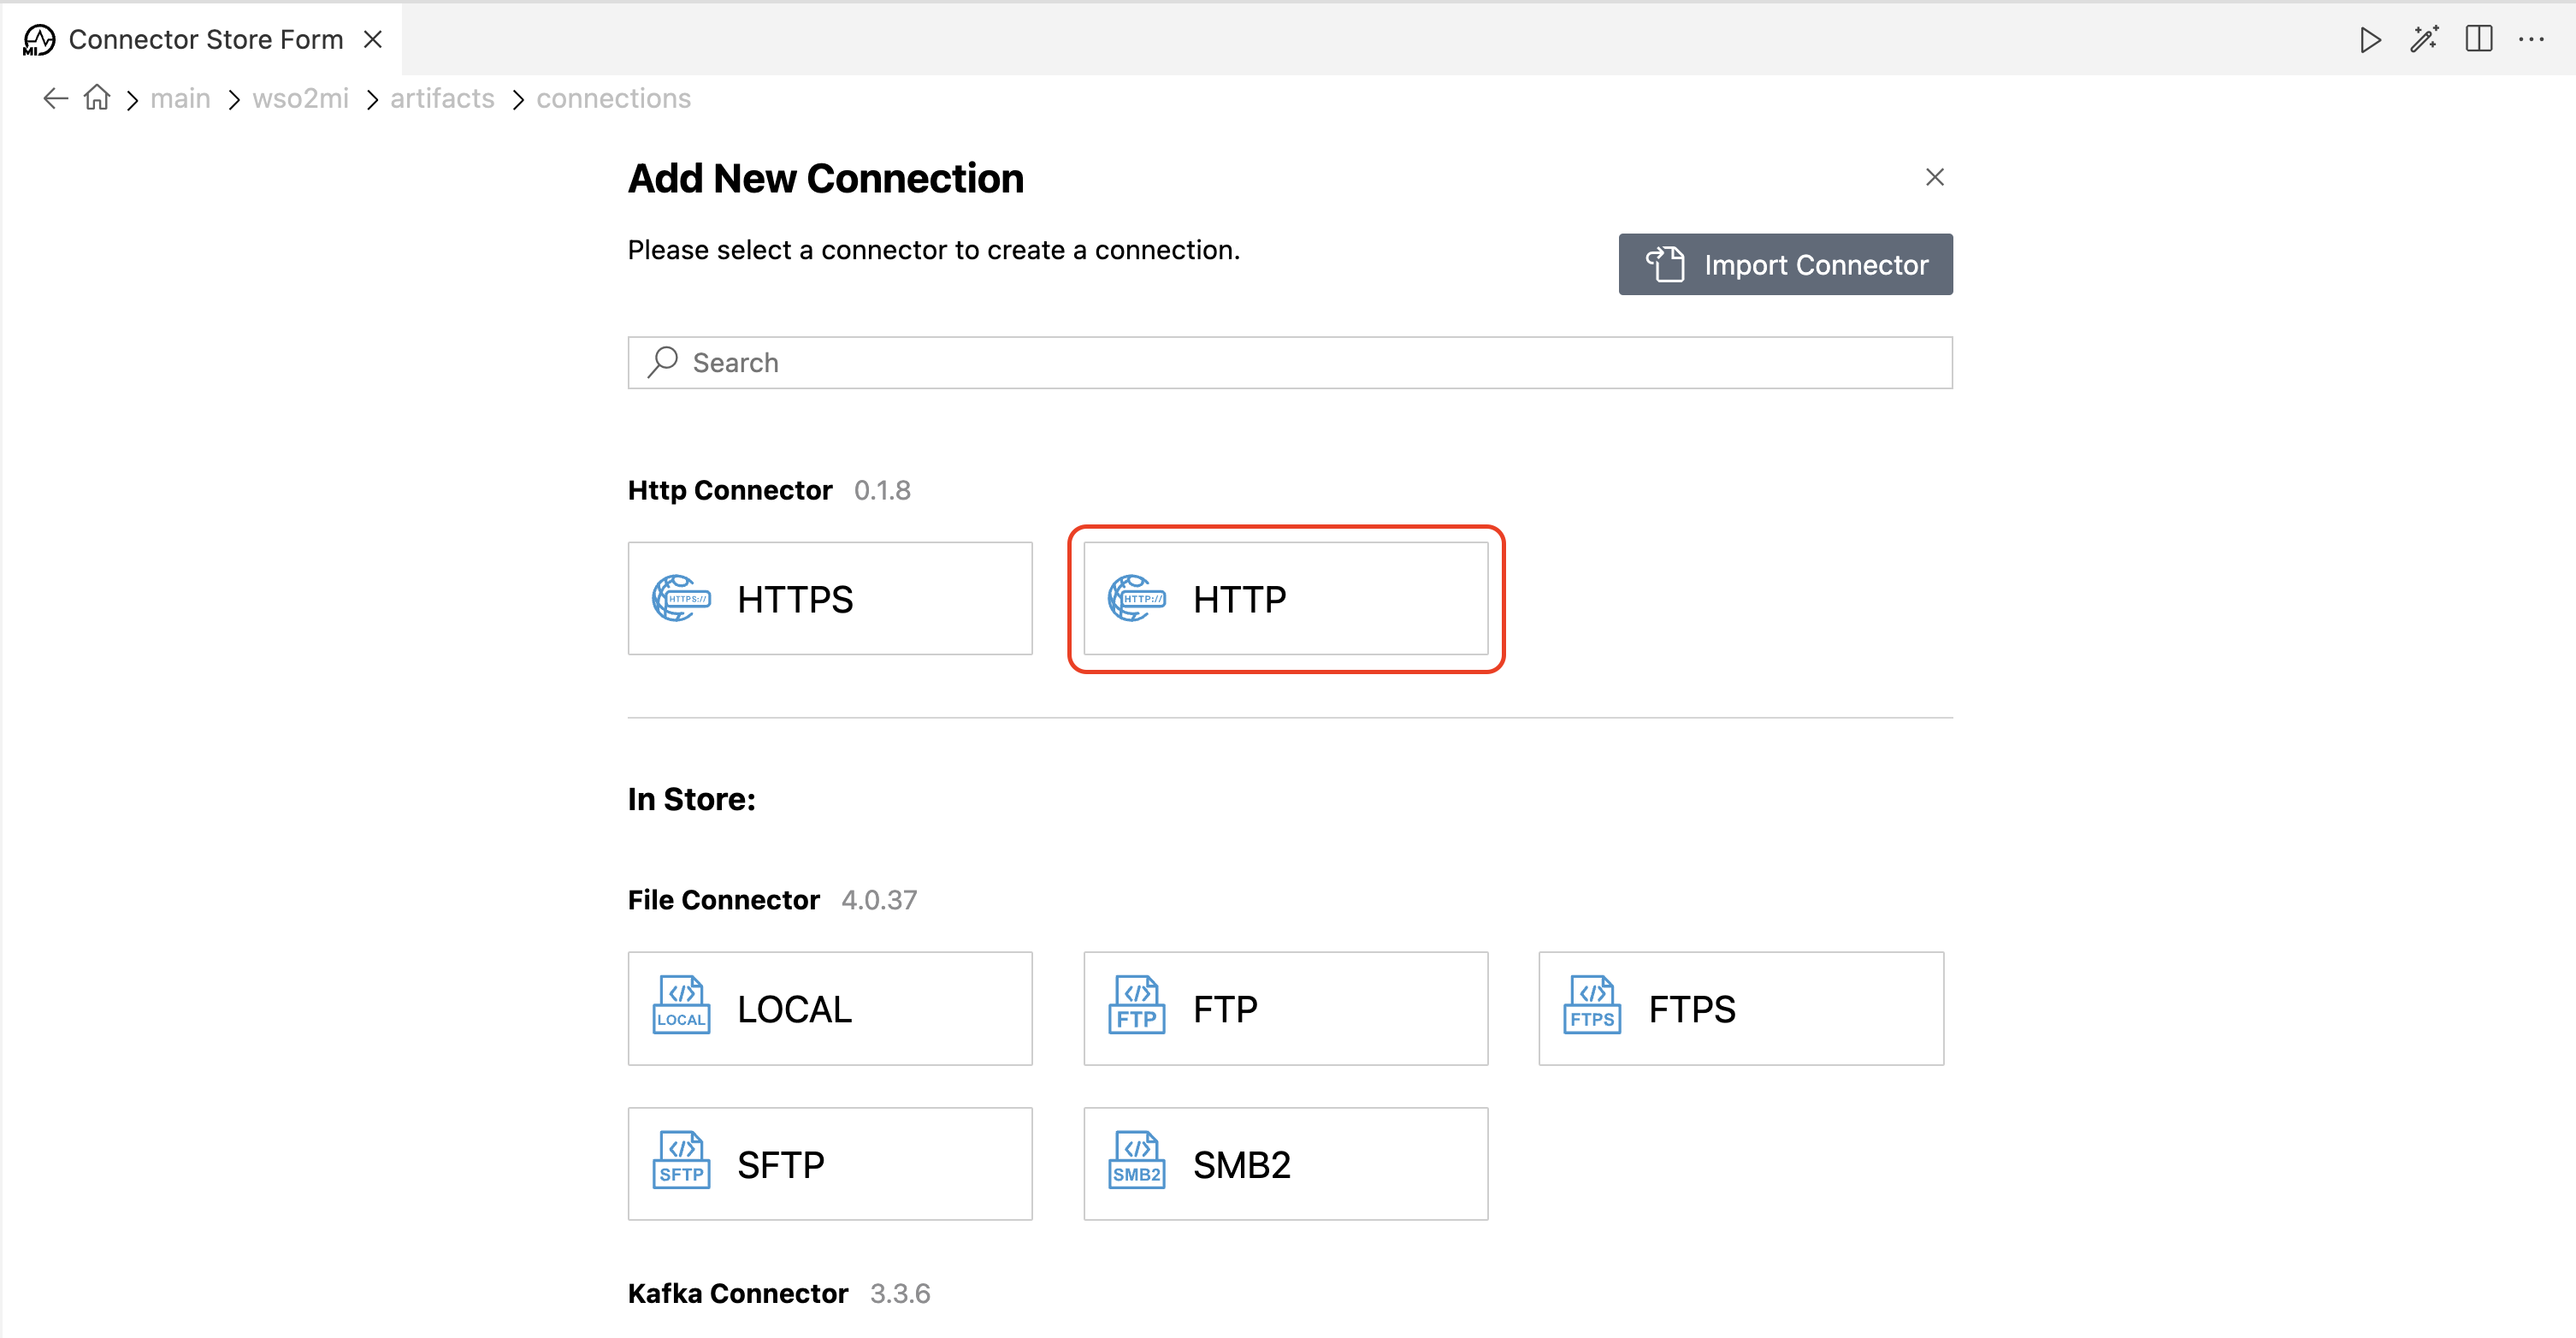 MI Connector Store Form
main wso2mi artifacts connections
Add New Connection
Please select a connector to create a connection.
Import Connector
Search
Http Connector 0.1.8
HTTPS:// HTTPS
HTTP:// HTTP
In Store:
File Connector 4.0.37
</> LOCAL LOCAL
</> FTP FTP
</> FTPS FTPS
</> SFTP SFTP
</> SMB2 SMB2
Kafka Connector 3.3.6